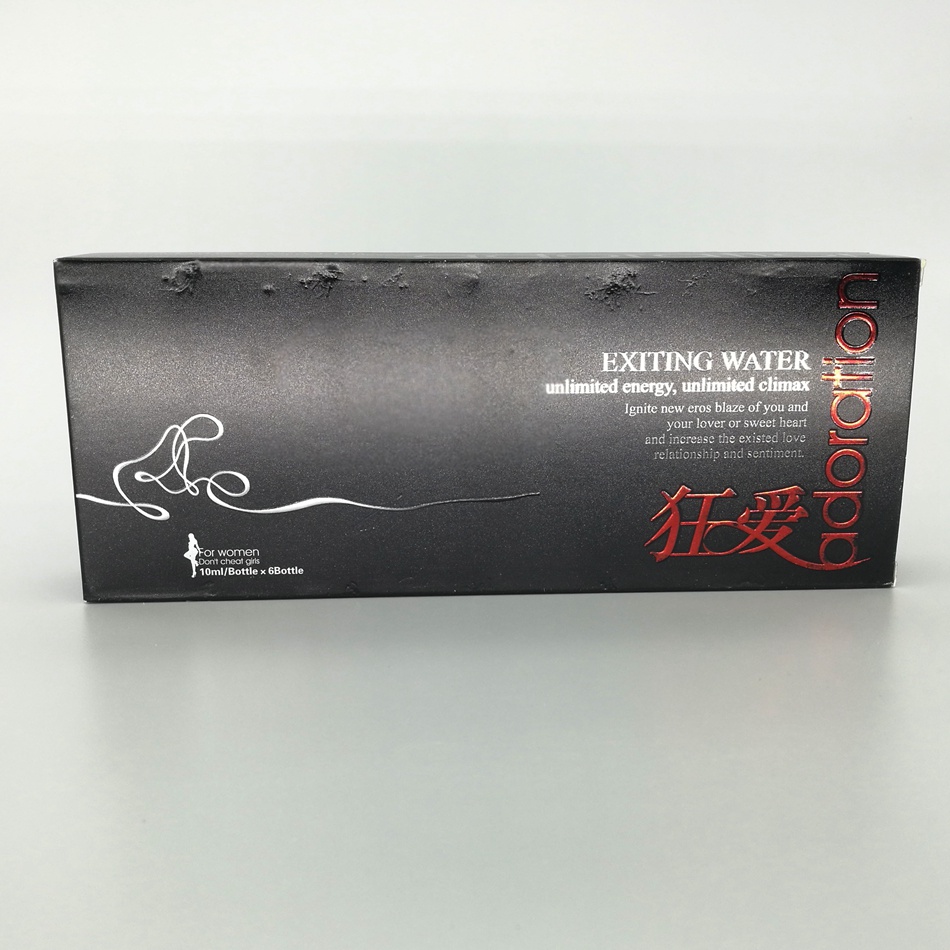 EXITING WATER
unlimited energy, unlimited climax
Ignite new eros blaze of you and
your lover or sweet heart
and increase the existed love
relationship and sentiment.
狂爱
adoration
For women
Don't cheat girls
10ml/Bottle x 6Bottle